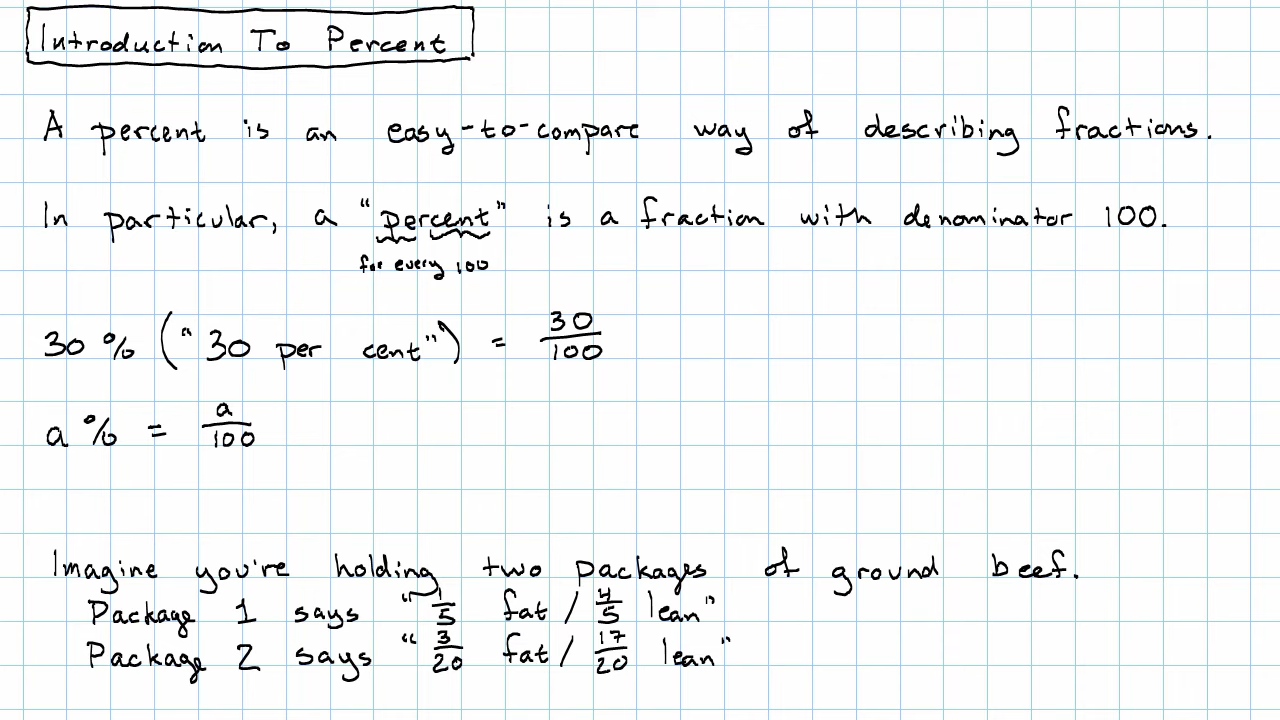 Introduction To Percent
A percent is an easy-to-compare way of describing fractions.
In particular, a "percent" is a fraction with denominator 100.
for every 100
30% ("30 per cent") = 30/100
a% = a/100
Imagine you're holding two packages of ground beef.
Package 1 says "1/5 fat / 4/5 lean"
Package 2 says "3/20 fat / 17/20 lean"